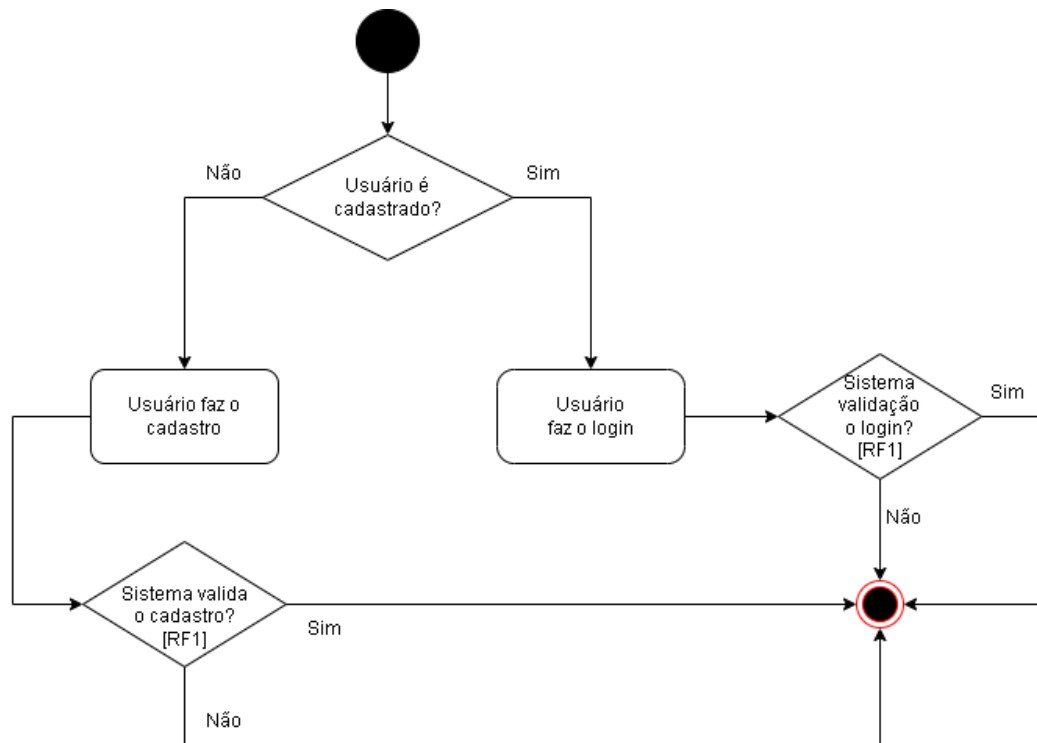 Não
Sim
Usuário é
cadastrado?
Usuário faz o
cadastro
Usuário
faz o login
Sistema
validação
o login?
[RF1]
Sim
Não
Sistema valida
o cadastro?
[RF1]
Sim
Não